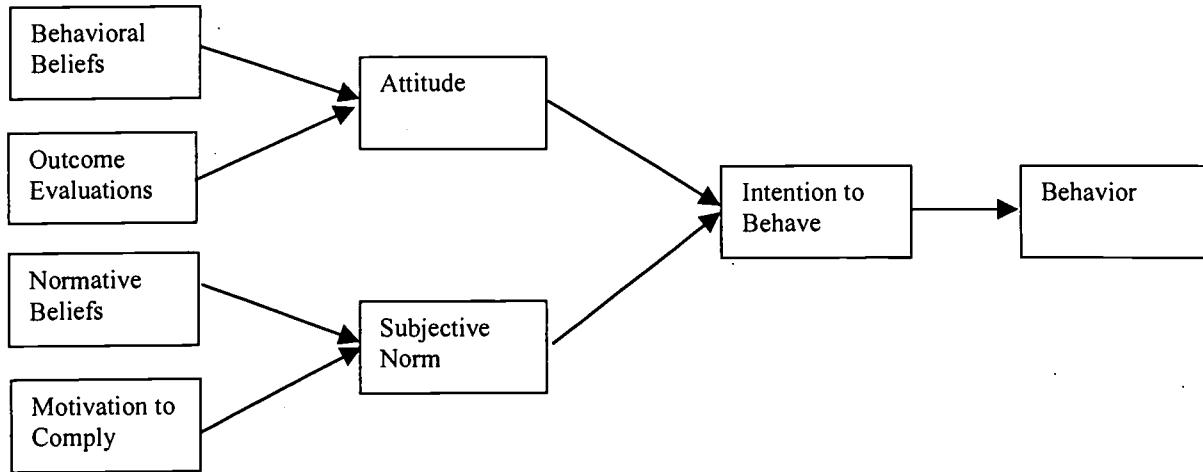 Behavioral
Beliefs
Outcome
Evaluations
Normative
Beliefs
Motivation to
Comply
Attitude
Subjective
Norm
Intention to
Behave
Behavior